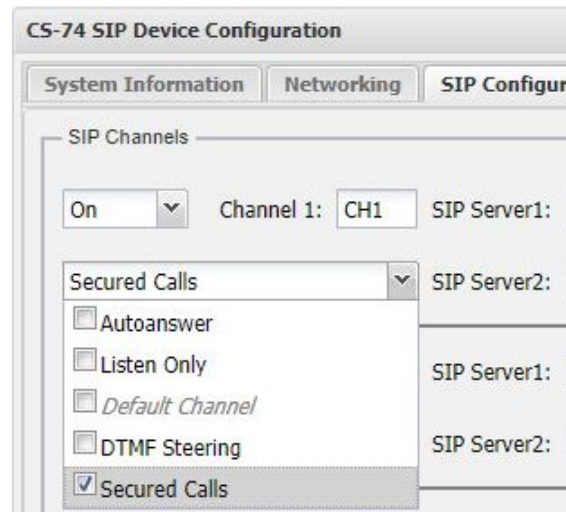 CS-74 SIP Device Configuration
System Information Networking SIP Configur
SIP Channels
On Channel 1: CH1 SIP Server1:
Secured Calls SIP Server2:
Autoanswer
Listen Only SIP Server1:
Default Channel
DTMF Steering SIP Server2:
Secured Calls